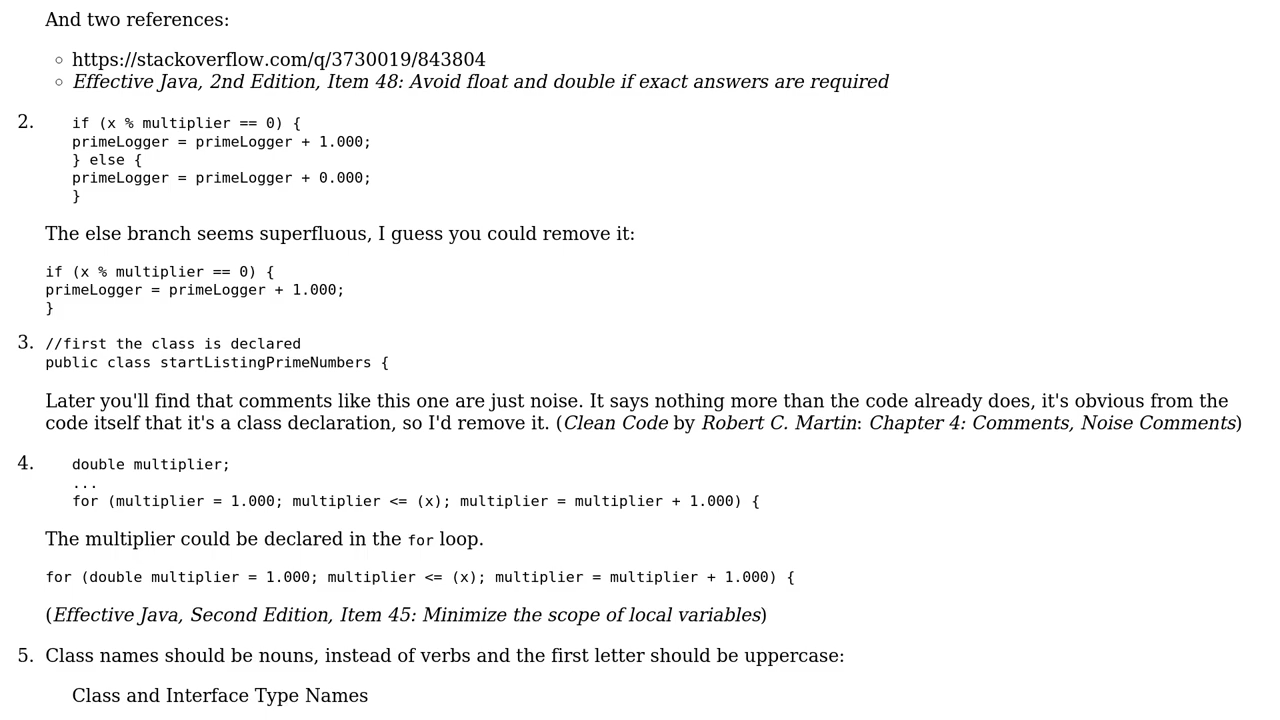 And two references:
◦ https://stackoverflow.com/q/3730019/843804
◦ Effective Java, 2nd Edition, Item 48: Avoid float and double if exact answers are required
2. if (x % multiplier == 0) {
primeLogger = primeLogger + 1.000;
} else {
primeLogger = primeLogger + 0.000;
}
The else branch seems superfluous, I guess you could remove it:
if (x % multiplier == 0) {
primeLogger = primeLogger + 1.000;
}
3. //first the class is declared
public class startListingPrimeNumbers {
Later you'll find that comments like this one are just noise. It says nothing more than the code already does, it's obvious from the
code itself that it's a class declaration, so I'd remove it. (Clean Code by Robert C. Martin: Chapter 4: Comments, Noise Comments)
4. double multiplier;
...
for (multiplier = 1.000; multiplier <= (x); multiplier = multiplier + 1.000) {
The multiplier could be declared in the for loop.
for (double multiplier = 1.000; multiplier <= (x); multiplier = multiplier + 1.000) {
(Effective Java, Second Edition, Item 45: Minimize the scope of local variables)
5. Class names should be nouns, instead of verbs and the first letter should be uppercase:
Class and Interface Type Names